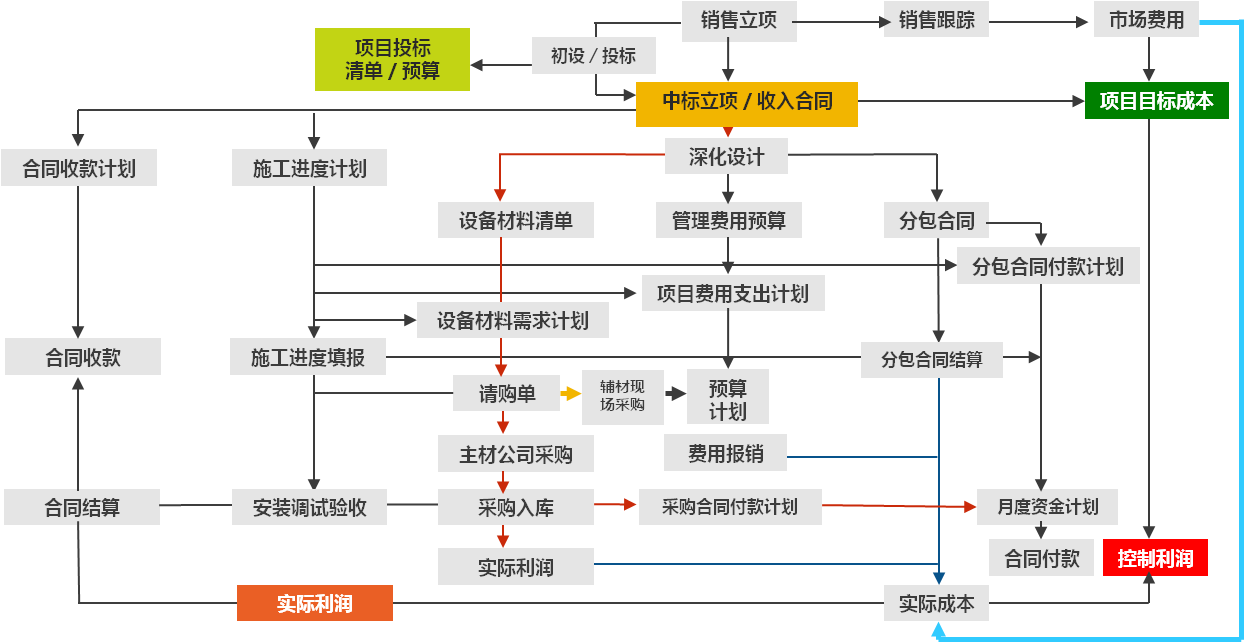 销售立项
销售跟踪
市场费用
项目投标
清单 / 预算
初设 / 投标
中标立项 / 收入合同
项目目标成本
合同收款计划
施工进度计划
深化设计
设备材料清单
管理费用预算
分包合同
分包合同付款计划
项目费用支出计划
设备材料需求计划
合同收款
施工进度填报
分包合同结算
请购单
辅材现
场采购
预算
计划
主材公司采购
费用报销
合同结算
安装调试验收
采购入库
采购合同付款计划
月度资金计划
实际利润
合同付款
控制利润
实际利润
实际成本